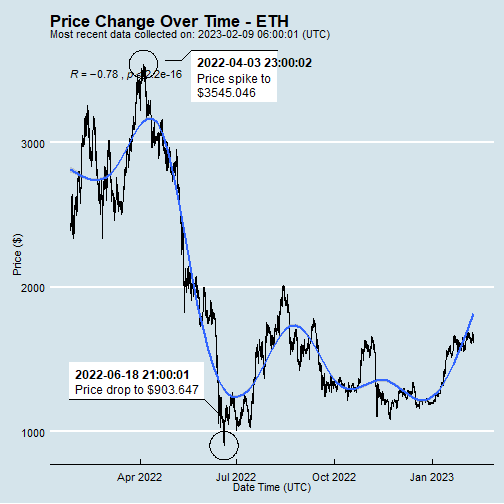 Price Change Over Time - ETH
Most recent data collected on: 2023-02-09 06:00:01 (UTC)
2022-04-03 23:00:02
Price spike to
$3545.046
R = −0.78 , p < 2.2e-16
3000
2000
1000
Price ($)
2022-06-18 21:00:01
Price drop to $903.647
Apr 2022
Jul 2022
Oct 2022
Jan 2023
Date Time (UTC)